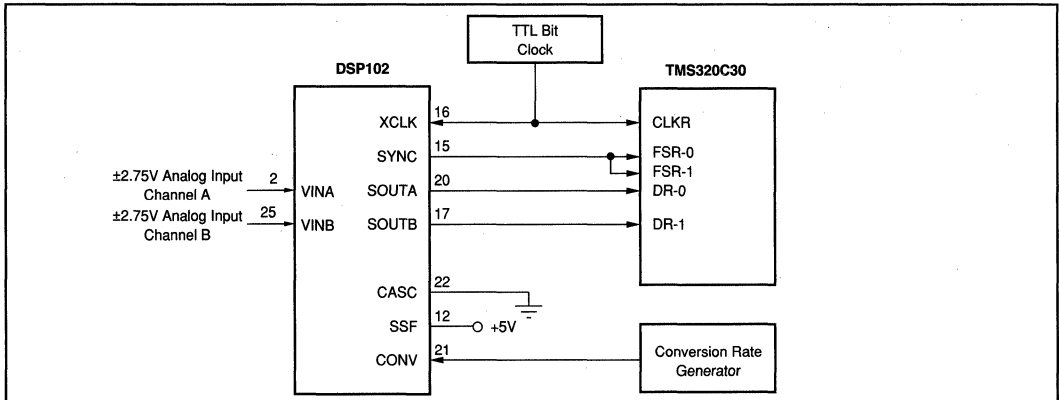 TTL Bit
Clock
DSP102
TMS320C30
XCLK
16
CLKR
SYNC
15
FSR-0
FSR-1
±2.75V Analog Input
Channel A
2
VINA
SOUTA
20
DR-0
±2.75V Analog Input
Channel B
25
VINB
SOUTB
17
DR-1
CASC
22
SSF
12
+5V
CONV
21
Conversion Rate
Generator